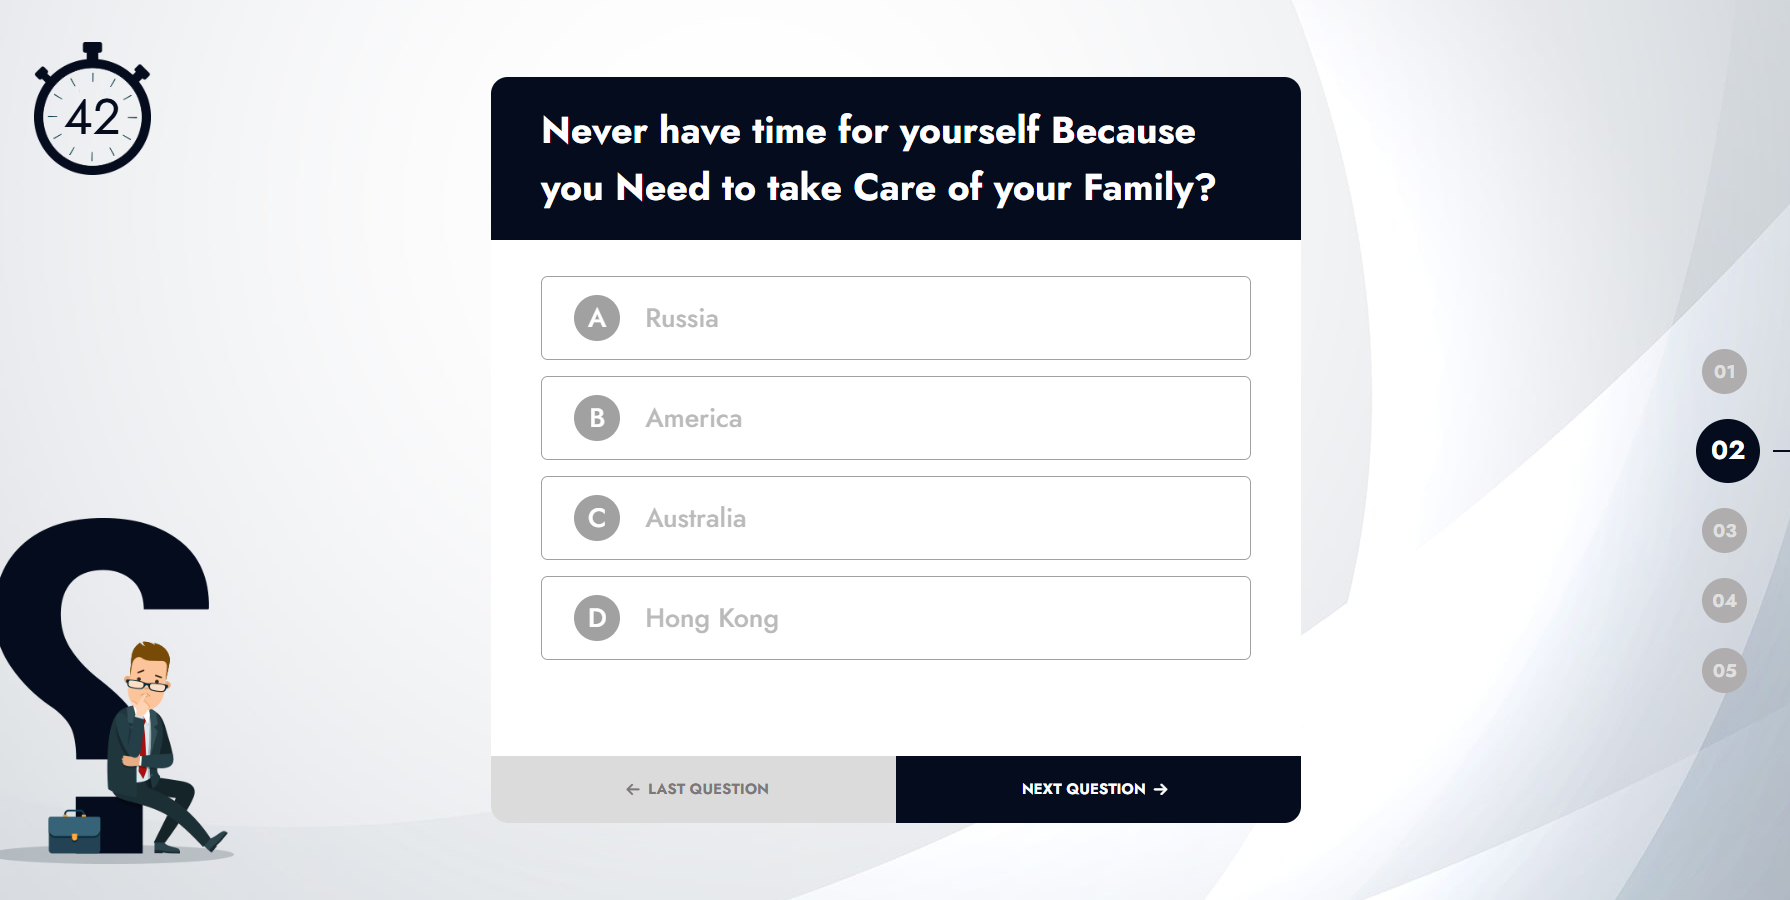 42
Never have time for yourself Because
you Need to take Care of your Family?
A Russia
B America
C Australia
D Hong Kong
← LAST QUESTION
NEXT QUESTION →
01
02
03
04
05